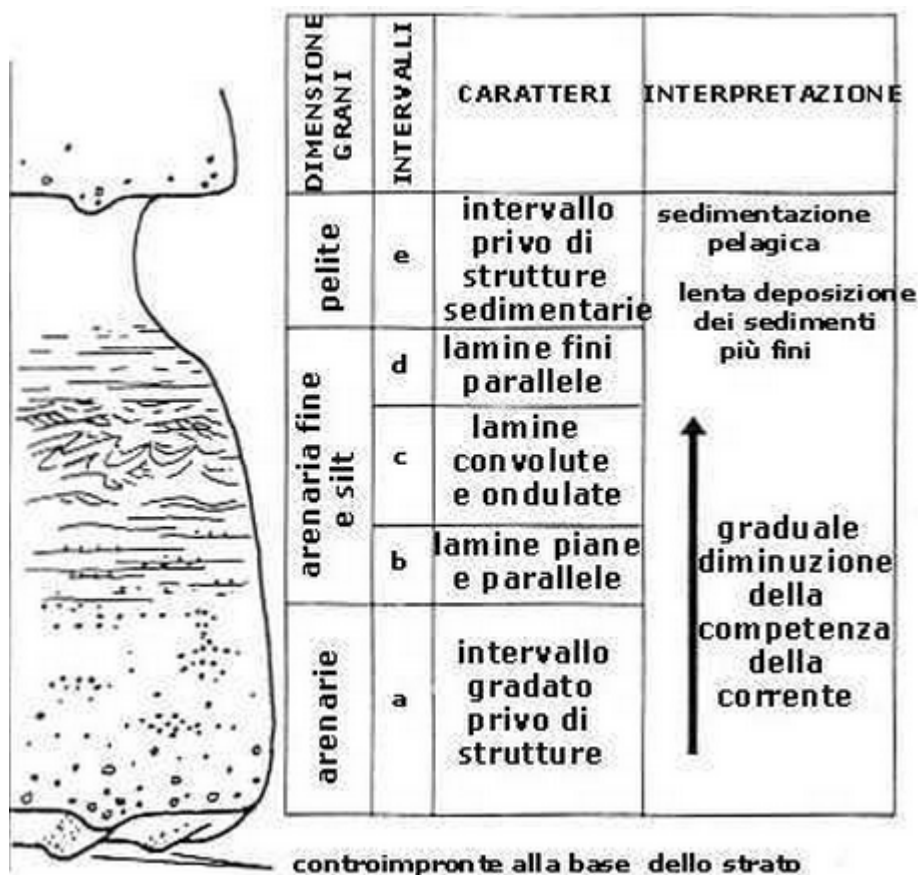 DIMENSIONE
GRANI
INTERVALLI
CARATTERI
INTERPRETAZIONE
pelite
e
intervallo
privo di
strutture
sedimentarie
sedimentazione
pelagica
lenta deposizione
dei sedimenti
più fini
arenaria fine
e silt
d
lamine fini
parallele
c
lamine
convolute
e ondulate
b
lamine piane
e parallele
graduale
diminuzione
della
competenza
della
corrente
arenarie
a
intervallo
gradato
privo di
strutture
controimpronte alla base dello strato